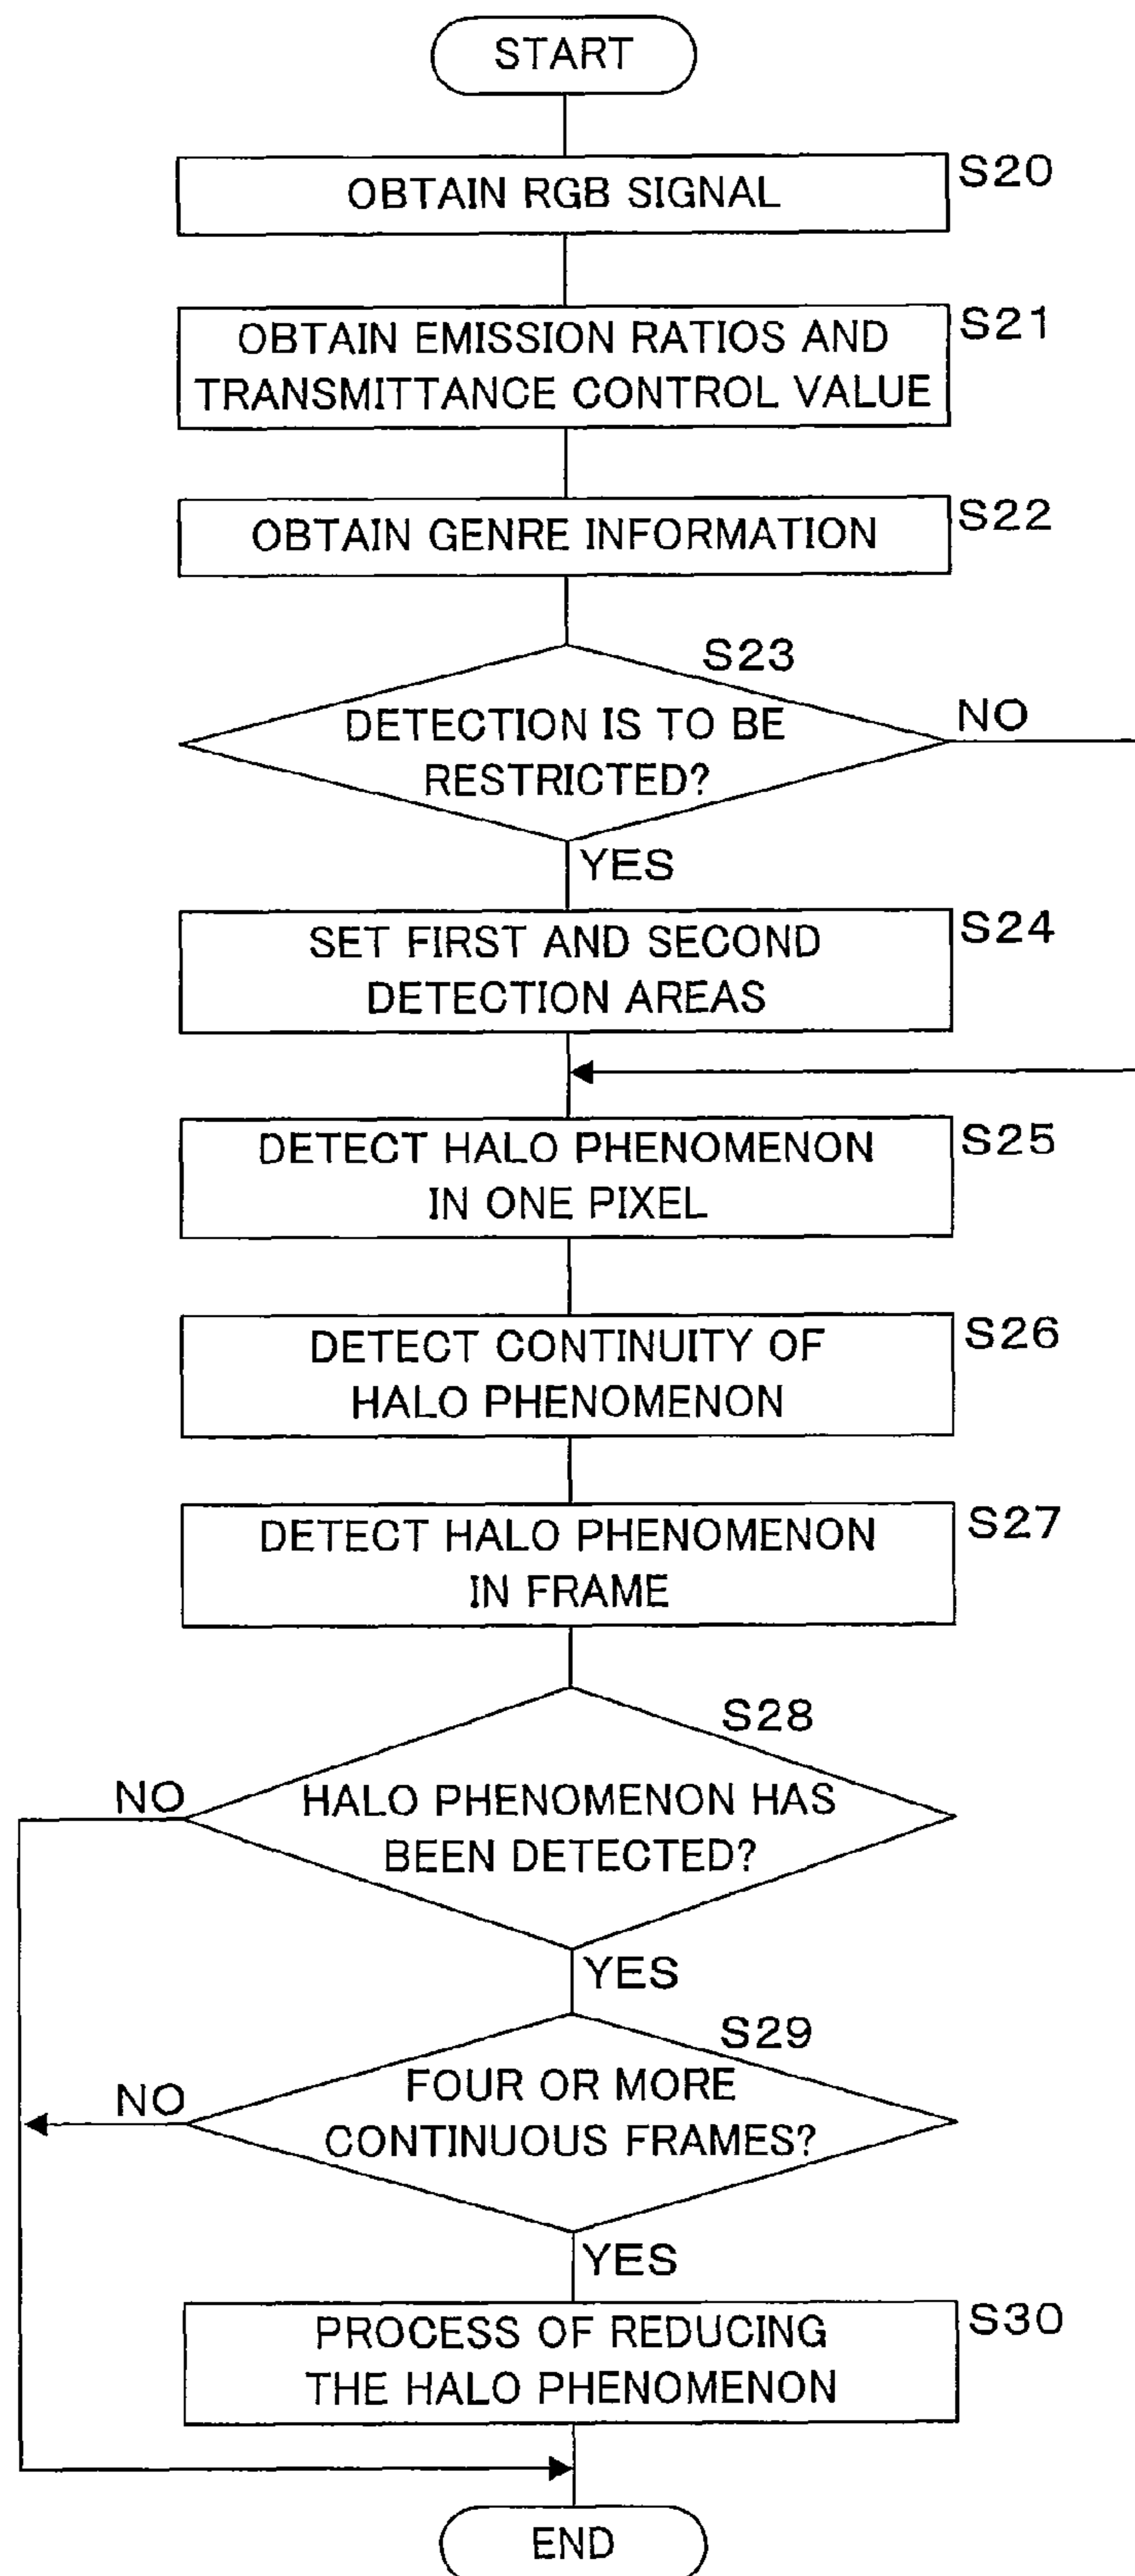 START
OBTAIN RGB SIGNAL
S20
OBTAIN EMISSION RATIOS AND
TRANSMITTANCE CONTROL VALUE
S21
OBTAIN GENRE INFORMATION
S22
S23
DETECTION IS TO BE
RESTRICTED?
NO
YES
SET FIRST AND SECOND
DETECTION AREAS
S24
DETECT HALO PHENOMENON
IN ONE PIXEL
S25
DETECT CONTINUITY OF
HALO PHENOMENON
S26
DETECT HALO PHENOMENON
IN FRAME
S27
S28
NO
HALO PHENOMENON HAS
BEEN DETECTED?
YES
S29
NO
FOUR OR MORE
CONTINUOUS FRAMES?
YES
PROCESS OF REDUCING
THE HALO PHENOMENON
S30
END